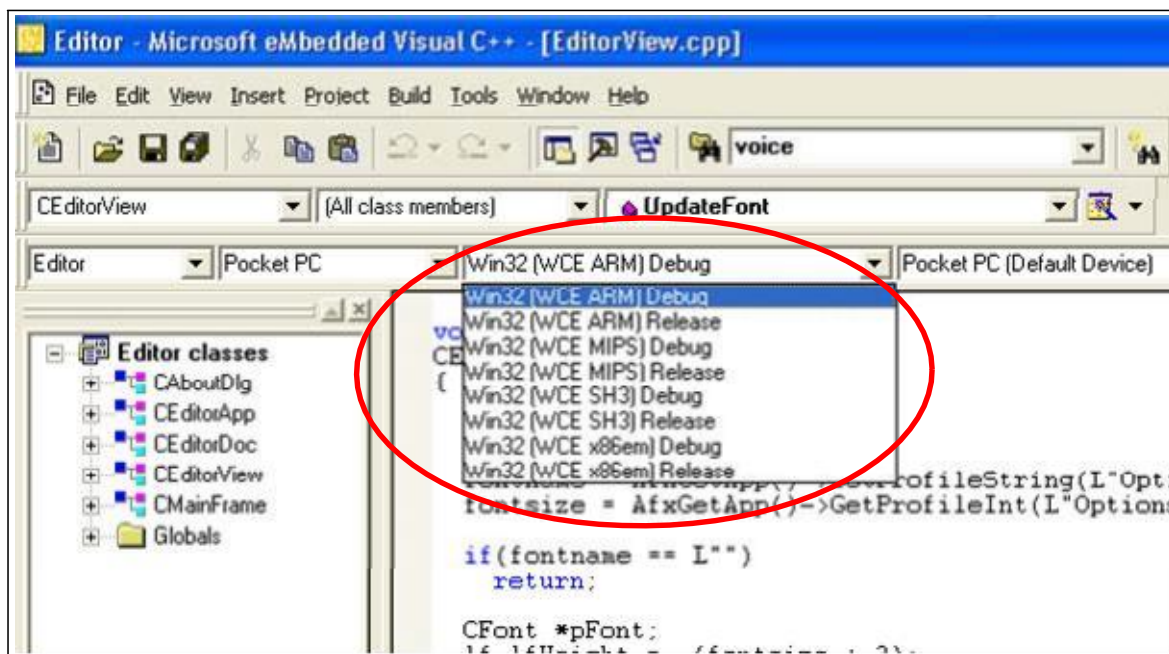 Editor - Microsoft eMbedded Visual C++ - [EditorView.cpp]
File Edit View Insert Project Build Tools Window Help
voice
CEditorView (All class members) UpdateFont
Editor Pocket PC Win32 (WCE ARM) Debug Pocket PC (Default Device)
Win32 (WCE ARM) Debug
Win32 (WCE ARM) Release
Win32 (WCE MIPS) Debug
Win32 (WCE MIPS) Release
Win32 (WCE SH3) Debug
Win32 (WCE SH3) Release
Win32 (WCE x86em) Debug
Win32 (WCE x86em) Release
Editor classes
CAboutDlg
CEditorApp
CEditorDoc
CEditorView
CMainFrame
Globals
vo
CE
{
rofileString(L"Opti
fontsize = AfxGetApp()->GetProfileInt(L"Options
if(fontname == L"")
return;
CFont *pFont;